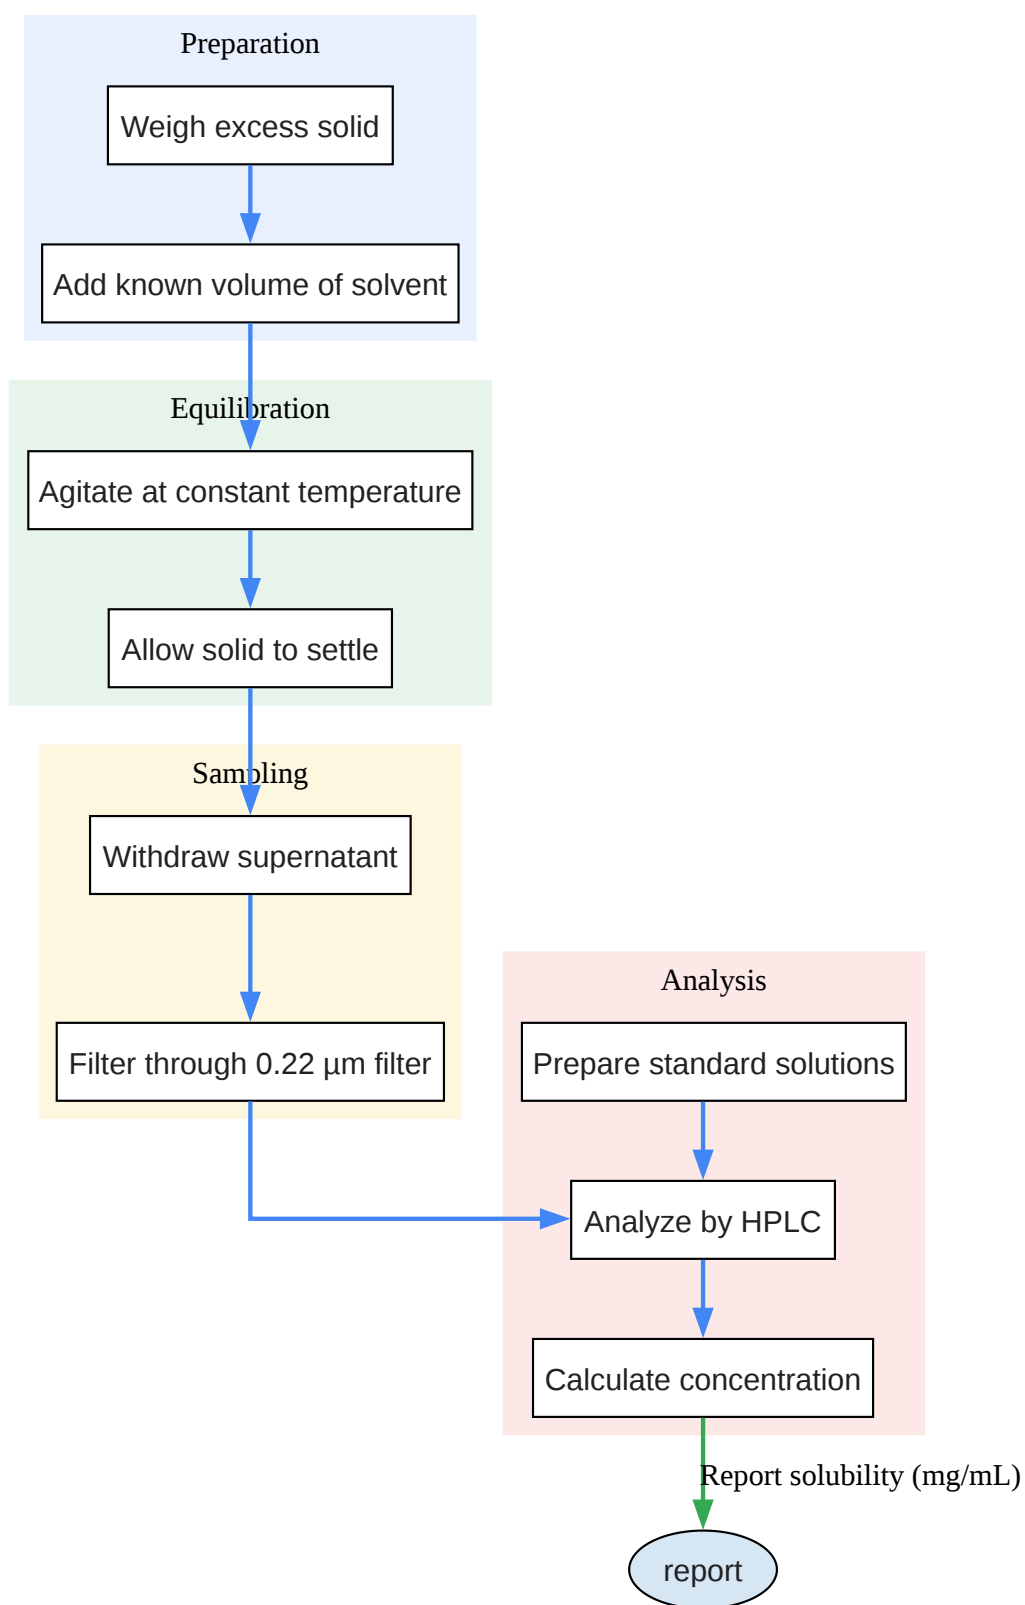 Preparation
Weigh excess solid
Add known volume of solvent
Equilibration
Agitate at constant temperature
Allow solid to settle
Sampling
Withdraw supernatant
Filter through 0.22 µm filter
Analysis
Prepare standard solutions
Analyze by HPLC
Calculate concentration
Report solubility (mg/mL)
report